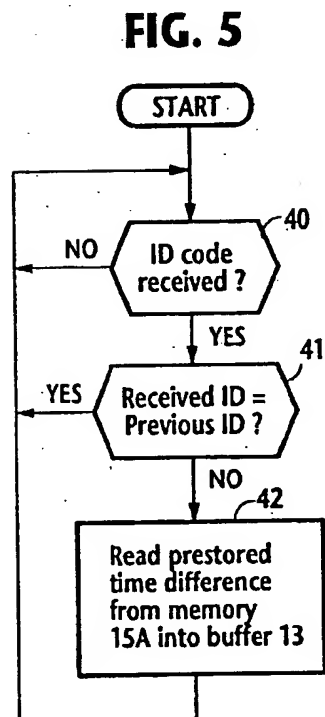 FIG. 5
START
40
NO
ID code
received ?
YES
41
YES
Received ID =
Previous ID ?
NO
42
Read prestored
time difference
from memory
15A into buffer 13